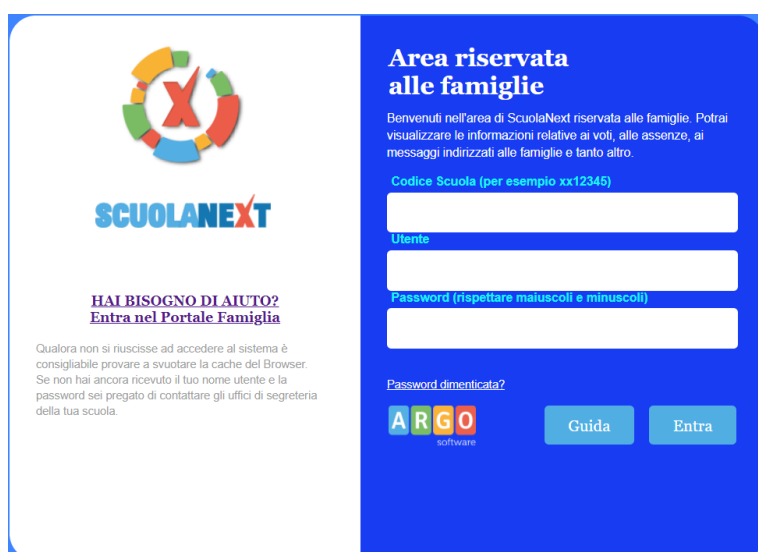 SCUOLANEXT
HAI BISOGNO DI AIUTO?
Entra nel Portale Famiglia
Qualora non si riuscisse ad accedere al sistema è
consigliabile provare a svuotare la cache del Browser.
Se non hai ancora ricevuto il tuo nome utente e la
password sei pregato di contattare gli uffici di segreteria
della tua scuola.
Area riservata
alle famiglie
Benvenuti nell'area di ScuolaNext riservata alle famiglie. Potrai
visualizzare le informazioni relative ai voti, alle assenze, ai
messaggi indirizzati alle famiglie e tanto altro.
Codice Scuola (per esempio xx12345)
Utente
Password (rispettare maiuscoli e minuscoli)
Password dimenticata?
ARGO
software
Guida
Entra